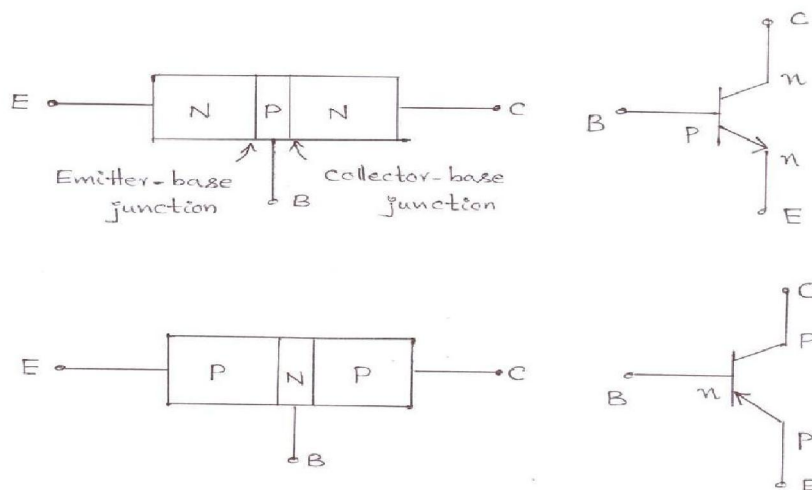 C
E N P N C
n
B
P
n
Emitter-base junction
B
collector-base junction
E
C
P
E P N P C
B n
B
P
E